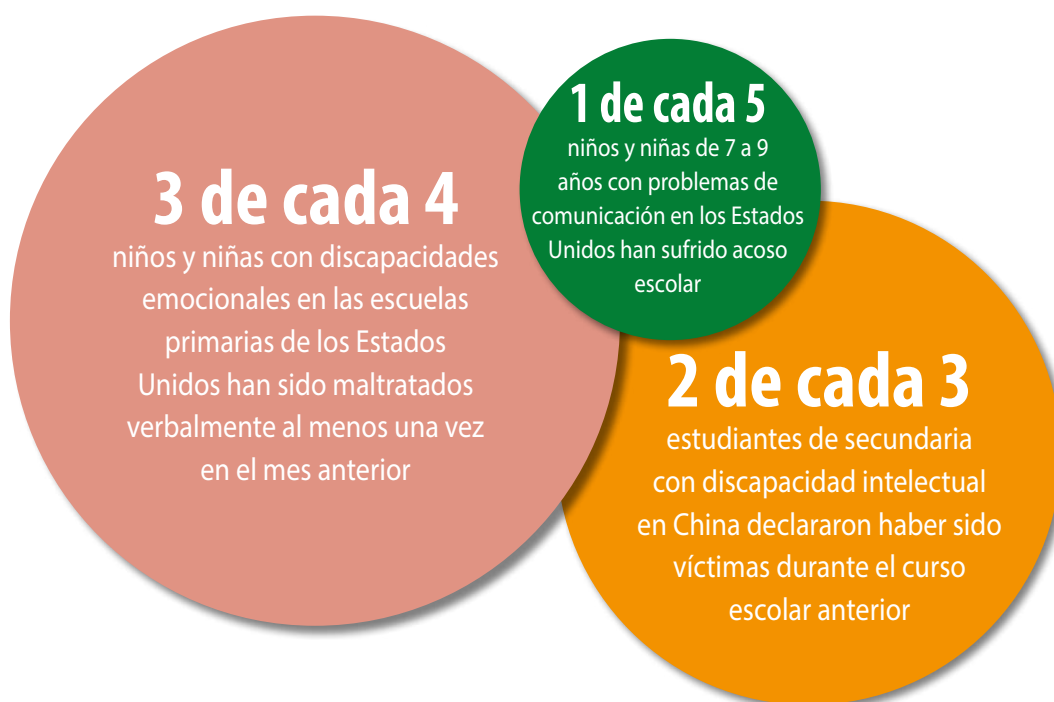 3 de cada 4
niños y niñas con discapacidades
emocionales en las escuelas
primarias de los Estados
Unidos han sido maltratados
verbalmente al menos una vez
en el mes anterior
1 de cada 5
niños y niñas de 7 a 9
años con problemas de
comunicación en los Estados
Unidos han sufrido acoso
escolar
2 de cada 3
estudiantes de secundaria
con discapacidad intelectual
en China declararon haber sido
víctimas durante el curso
escolar anterior